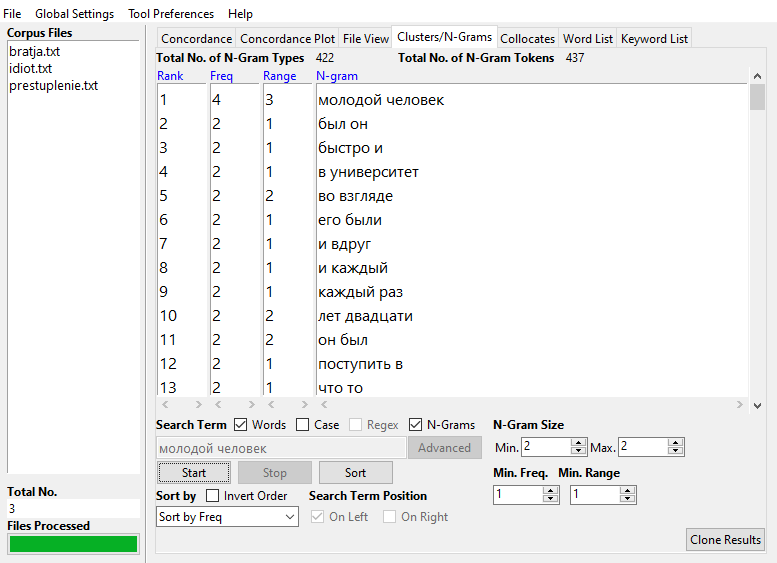 File Global Settings Tool Preferences Help
Corpus Files
bratja.txt
idiot.txt
prestuplenie.txt
Concordance Concordance Plot File View Clusters/N-Grams Collocates Word List Keyword List
Total No. of N-Gram Types 422 Total No. of N-Gram Tokens 437
Rank Freq Range N-gram
1 4 3 молодой человек
2 2 1 был он
3 2 1 быстро и
4 2 1 в университет
5 2 2 во взгляде
6 2 1 его были
7 2 1 и вдруг
8 2 1 и каждый
9 2 1 каждый раз
10 2 2 лет двадцати
11 2 2 он был
12 2 1 поступить в
13 2 1 что то
Search Term Words Case Regex N-Grams N-Gram Size
молодой человек Advanced Min. 2 Max. 2
Start Stop Sort Min. Freq. Min. Range
Total No.
3
Files Processed
Sort by Invert Order Search Term Position 1 1
Sort by Freq On Left On Right
Clone Results